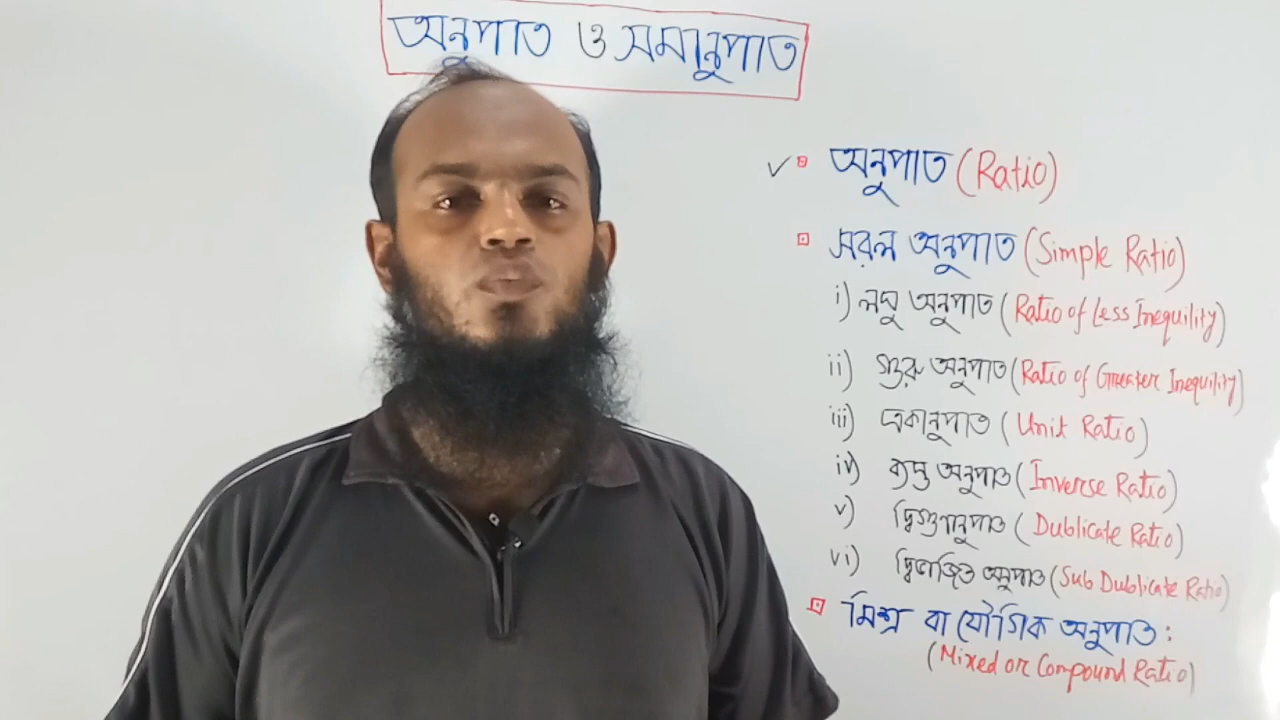 অনুপাত ও সমানুপাত
অনুপাত (Ratio)
সরল অনুপাত (Simple Ratio)
i) লঘু অনুপাত (Ratio of Less Inequility)
ii) গুরু অনুপাত (Ratio of Greater Inequility)
iii) একানুপাত (Unit Ratio)
iv) ব্যস্ত অনুপাত (Inverse Ratio)
v) দ্বিগুণানুপাত (Dublicate Ratio)
vi) দ্বিভাজিত অনুপাত (Sub Dublicate Ratio)
মিশ্র বা যৌগিক অনুপাত:
(Mixed or Compound Ratio)